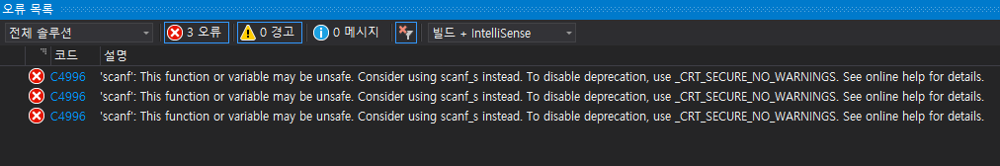 오류 목록
전체 솔루션 3 오류 0 경고 0 메시지 빌드 + IntelliSense
코드 설명
C4996 'scanf': This function or variable may be unsafe. Consider using scanf_s instead. To disable deprecation, use _CRT_SECURE_NO_WARNINGS. See online help for details.
C4996 'scanf': This function or variable may be unsafe. Consider using scanf_s instead. To disable deprecation, use _CRT_SECURE_NO_WARNINGS. See online help for details.
C4996 'scanf': This function or variable may be unsafe. Consider using scanf_s instead. To disable deprecation, use _CRT_SECURE_NO_WARNINGS. See online help for details.